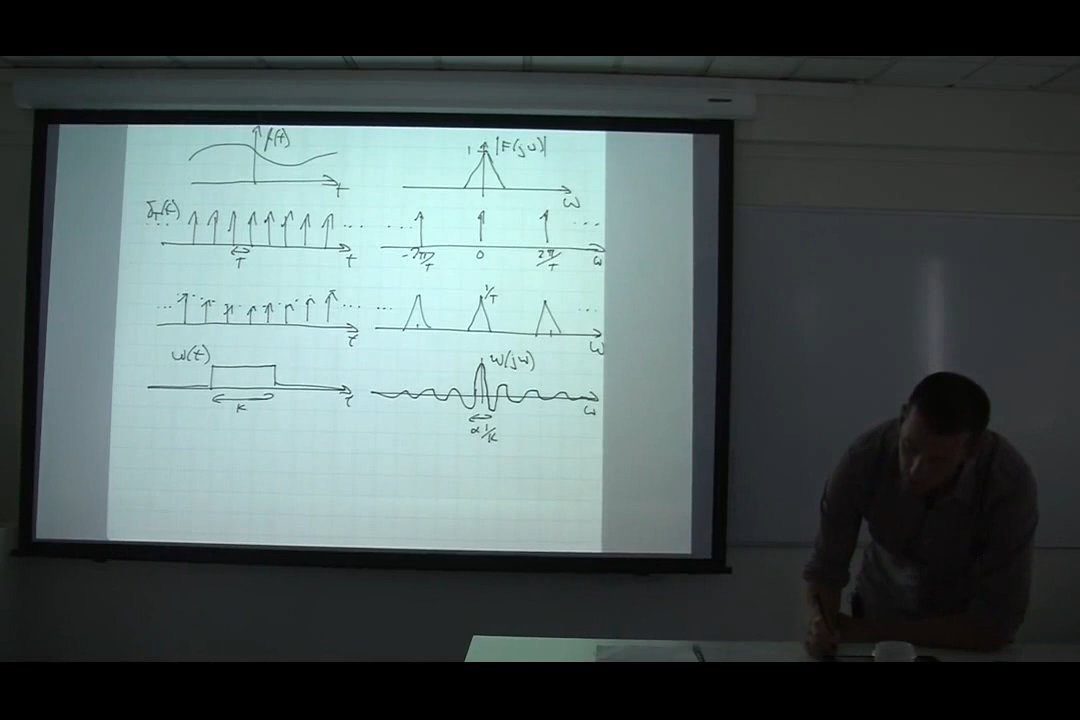 f(t) 1 |F(jω)|
t ω
δT(t) ... ... ... ...
T t -2π/T 0 2π/T ω
... ... ... 1/T ...
t ω
w(t) W(jω)
K t ω
α 1/K